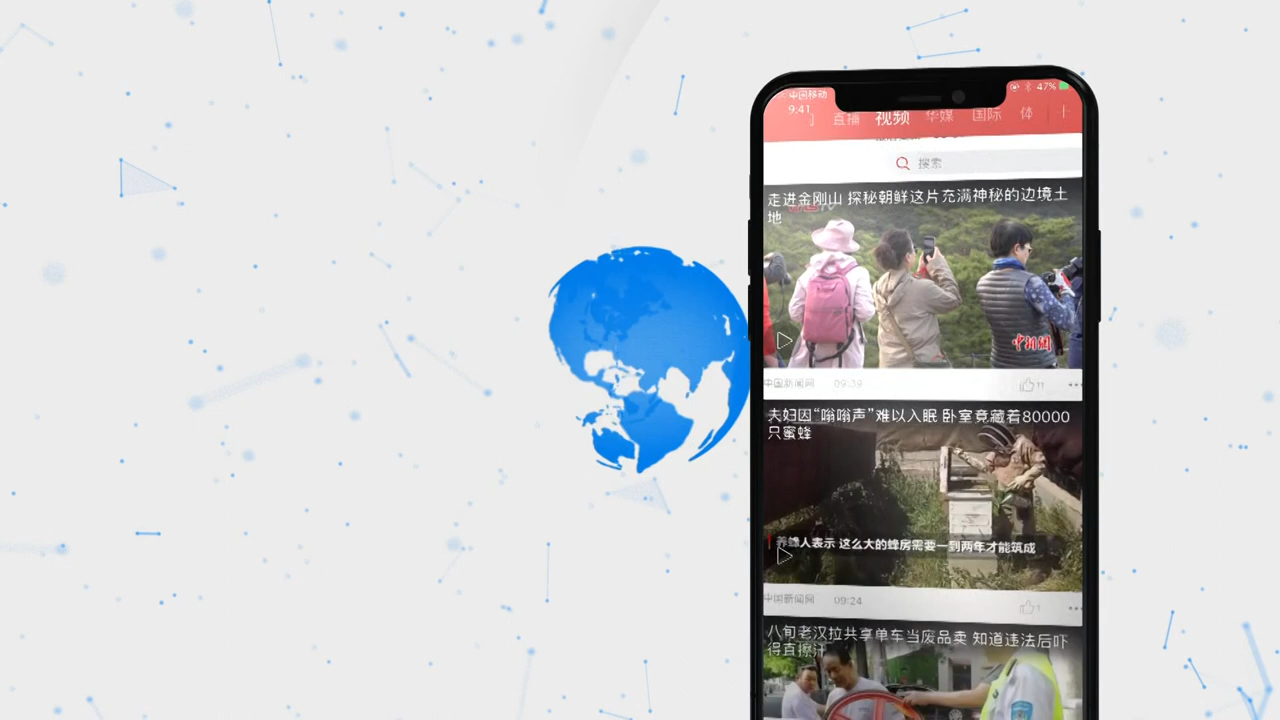 中国移动
47%
9:41
直播 视频 华媒 国际 体
搜索
走进金刚山 探秘朝鲜这片充满神秘的边境土
地
中新网
中国新闻网 09:39 11
夫妇因“嗡嗡声”难以入眠 卧室竟藏着80000
只蜜蜂
养蜂人表示 这么大的蜂房需要一到两年才能筑成
中国新闻网 09:24 1
八旬老汉拉共享单车当废品卖 知道违法后吓
得直擦汗